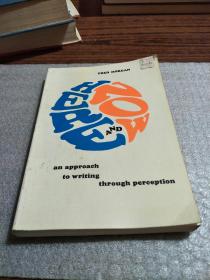 FRED MORGAN
HERE
AND
NOW
an approach
to writing
through perception